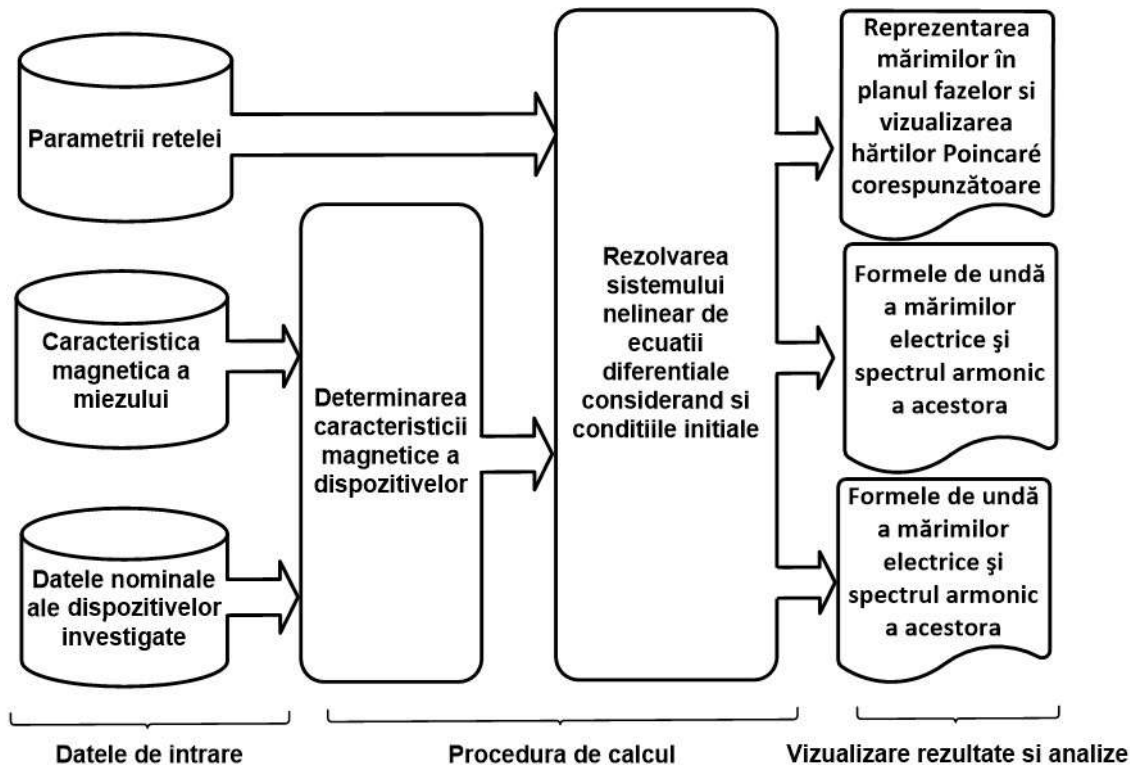 Parametrii retelei
Caracteristica
magnetica a
miezului
Datele nominale
ale dispozitivelor
investigate
Determinarea
caracteristicii
magnetice a
dispozitivelor
Rezolvarea
sistemului
nelinear de
ecuatii
diferentiale
considerand si
conditiile initiale
Reprezentarea
mărimilor în
planul fazelor si
vizualizarea
hărtilor Poincaré
corespunzătoare
Formele de undă
a mărimilor
electrice şi
spectrul armonic
a acestora
Formele de undă
a mărimilor
electrice şi
spectrul armonic
a acestora
Datele de intrare
Procedura de calcul
Vizualizare rezultate si analize